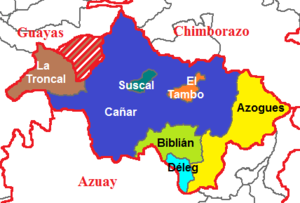 Guayas
Chimborazo
La
Troncal
Suscal
El
Tambo
Cañar
Azogues
Biblián
Déleg
Azuay